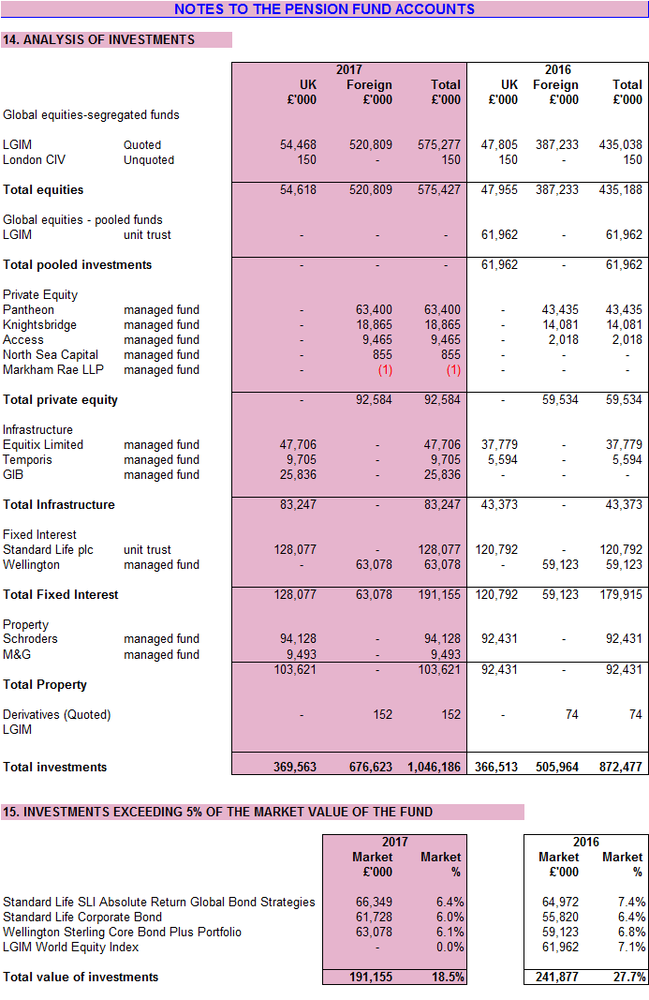 NOTES TO THE PENSION FUND ACCOUNTS
14. ANALYSIS OF INVESTMENTS
2017 2016
UK Foreign Total UK Foreign Total
£'000 £'000 £'000 £'000 £'000 £'000
Global equities-segregated funds
LGIM Quoted 54,468 520,809 575,277 47,805 387,233 435,038
London CIV Unquoted 150 - 150 150 - 150
Total equities 54,618 520,809 575,427 47,955 387,233 435,188
Global equities - pooled funds
LGIM unit trust - - - 61,962 - 61,962
Total pooled investments - - - 61,962 - 61,962
Private Equity
Pantheon managed fund - 63,400 63,400 - 43,435 43,435
Knightsbridge managed fund - 18,865 18,865 - 14,081 14,081
Access managed fund - 9,465 9,465 - 2,018 2,018
North Sea Capital managed fund - 855 855 - - -
Markham Rae LLP managed fund - (1) (1) - - -
Total private equity - 92,584 92,584 - 59,534 59,534
Infrastructure
Equitix Limited managed fund 47,706 - 47,706 37,779 - 37,779
Temporis managed fund 9,705 - 9,705 5,594 - 5,594
GIB managed fund 25,836 - 25,836 - - -
Total Infrastructure 83,247 - 83,247 43,373 - 43,373
Fixed Interest
Standard Life plc unit trust 128,077 - 128,077 120,792 - 120,792
Wellington managed fund - 63,078 63,078 - 59,123 59,123
Total Fixed Interest 128,077 63,078 191,155 120,792 59,123 179,915
Property
Schroders managed fund 94,128 - 94,128 92,431 - 92,431
M&G managed fund 9,493 - 9,493
103,621 - 103,621 92,431 - 92,431
Total Property
Derivatives (Quoted) - 152 152 - 74 74
LGIM
Total investments 369,563 676,623 1,046,186 366,513 505,964 872,477
15. INVESTMENTS EXCEEDING 5% OF THE MARKET VALUE OF THE FUND
2017 2016
Market Market Market Market
£'000 % £'000 %
Standard Life SLI Absolute Return Global Bond Strategies 66,349 6.4% 64,972 7.4%
Standard Life Corporate Bond 61,728 6.0% 55,820 6.4%
Wellington Sterling Core Bond Plus Portfolio 63,078 6.1% 59,123 6.8%
LGIM World Equity Index - 0.0% 61,962 7.1%
Total value of investments 191,155 18.5% 241,877 27.7%